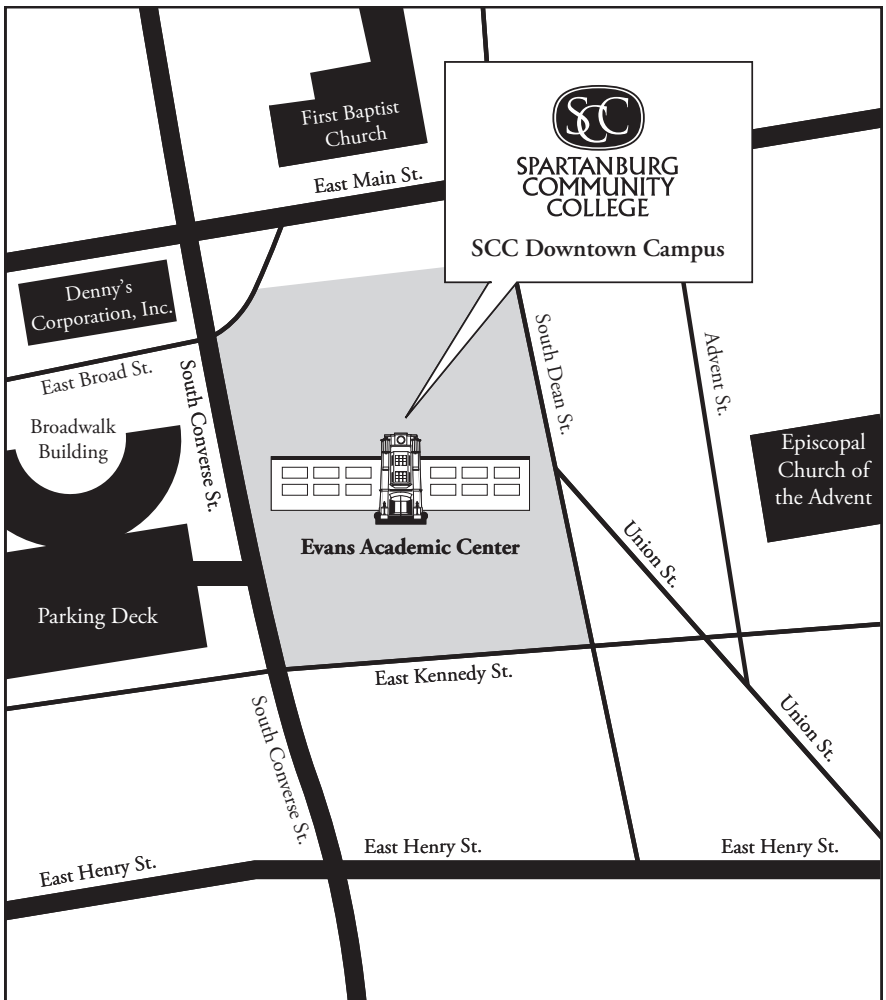 First Baptist
Church
SCC
SPARTANBURG
COMMUNITY
COLLEGE
SCC Downtown Campus
East Main St.
Denny’s
Corporation, Inc.
East Broad St.
South Converse St.
South Dean St.
Advent St.
Broadwalk
Building
Episcopal
Church of
the Advent
Evans Academic Center
Union St.
Parking Deck
East Kennedy St.
South Converse St.
Union St.
East Henry St.
East Henry St.
East Henry St.